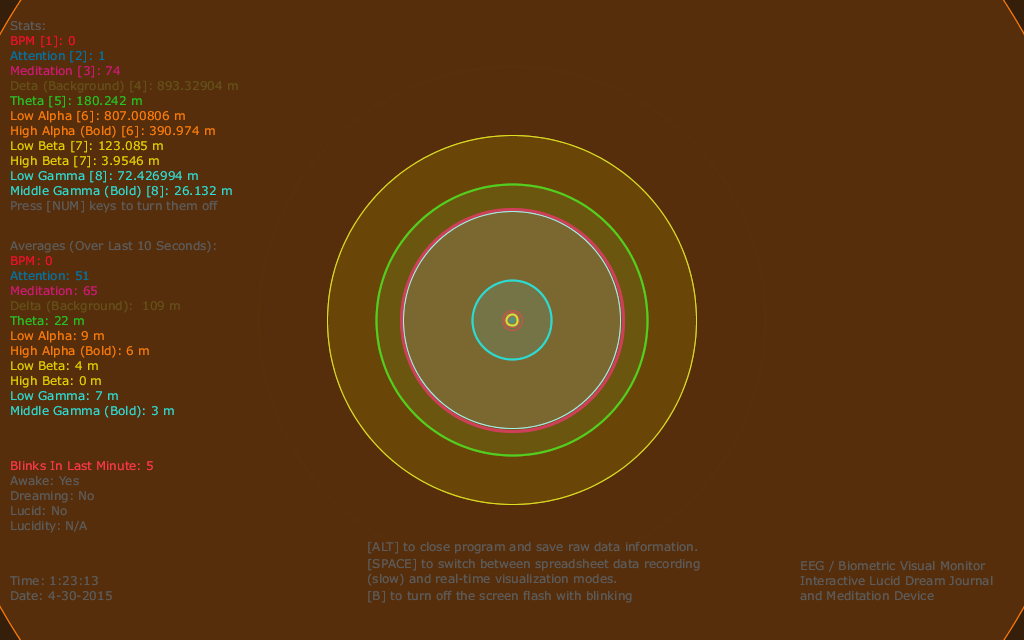 Stats:
BPM [1]: 0
Attention [2]: 1
Meditation [3]: 74
Deta (Background) [4]: 893.32904 m
Theta [5]: 180.242 m
Low Alpha [6]: 807.00806 m
High Alpha (Bold) [6]: 390.974 m
Low Beta [7]: 123.085 m
High Beta [7]: 3.9546 m
Low Gamma [8]: 72.426994 m
Middle Gamma (Bold) [8]: 26.132 m
Press [NUM] keys to turn them off
Averages (Over Last 10 Seconds):
BPM: 0
Attention: 51
Meditation: 65
Delta (Background): 109 m
Theta: 22 m
Low Alpha: 9 m
High Alpha (Bold): 6 m
Low Beta: 4 m
High Beta: 0 m
Low Gamma: 7 m
Middle Gamma (Bold): 3 m
Blinks In Last Minute: 5
Awake: Yes
Dreaming: No
Lucid: No
Lucidity: N/A
Time: 1:23:13
Date: 4-30-2015
[ALT] to close program and save raw data information.
[SPACE] to switch between spreadsheet data recording
(slow) and real-time visualization modes.
[B] to turn off the screen flash with blinking
EEG / Biometric Visual Monitor
Interactive Lucid Dream Journal
and Meditation Device